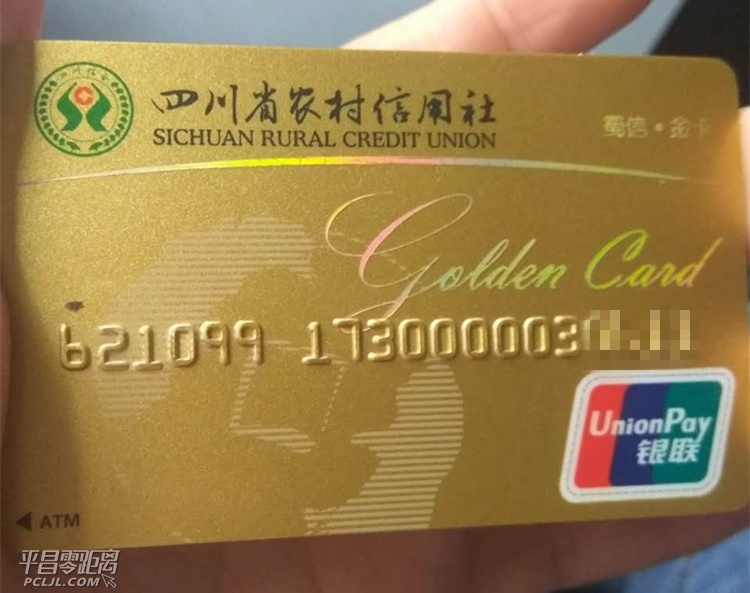 四川省农村信用社
SICHUAN RURAL CREDIT UNION
蜀信·金卡
Golden Card
621099 1730000003
UnionPay
银联
ATM
平昌零距离
PCLJL.COM